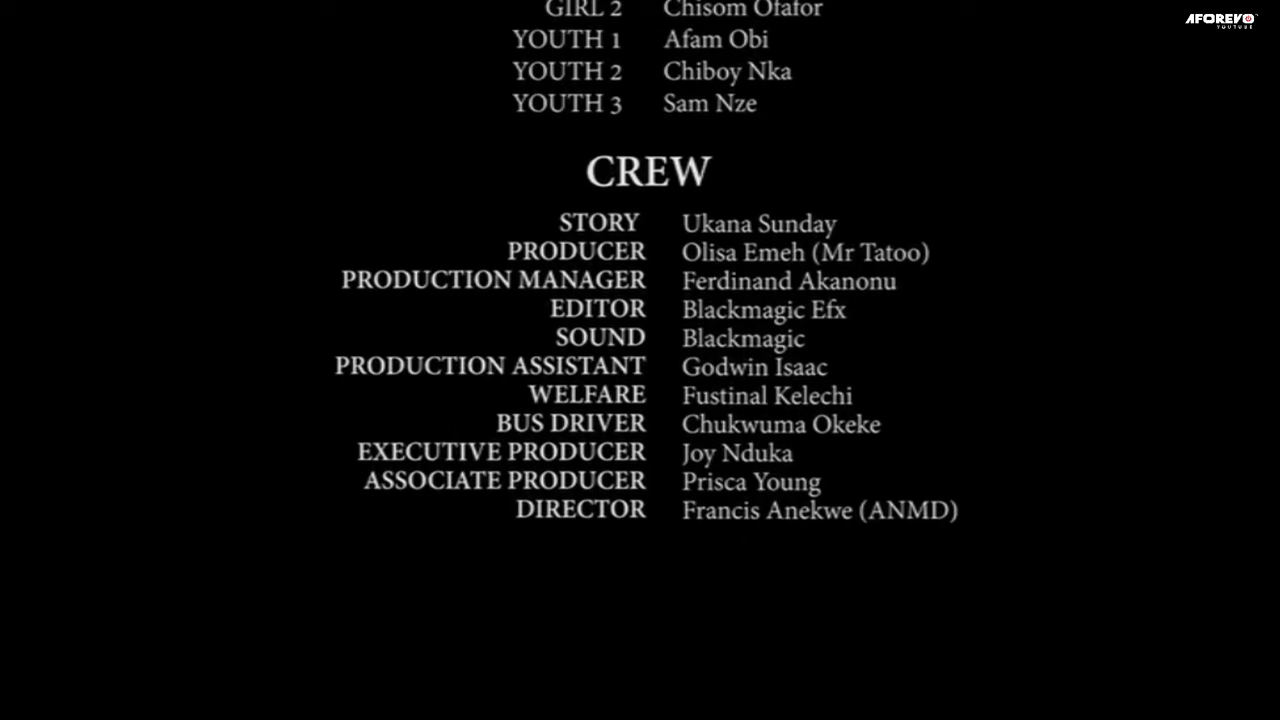 AFOREVO
YOUTUBE
GIRL 2 Chisom Ofafor
YOUTH 1 Afam Obi
YOUTH 2 Chiboy Nka
YOUTH 3 Sam Nze
CREW
STORY Ukana Sunday
PRODUCER Olisa Emeh (Mr Tatoo)
PRODUCTION MANAGER Ferdinand Akanonu
EDITOR Blackmagic Efx
SOUND Blackmagic
PRODUCTION ASSISTANT Godwin Isaac
WELFARE Fustinal Kelechi
BUS DRIVER Chukwuma Okeke
EXECUTIVE PRODUCER Joy Nduka
ASSOCIATE PRODUCER Prisca Young
DIRECTOR Francis Anekwe (ANMD)